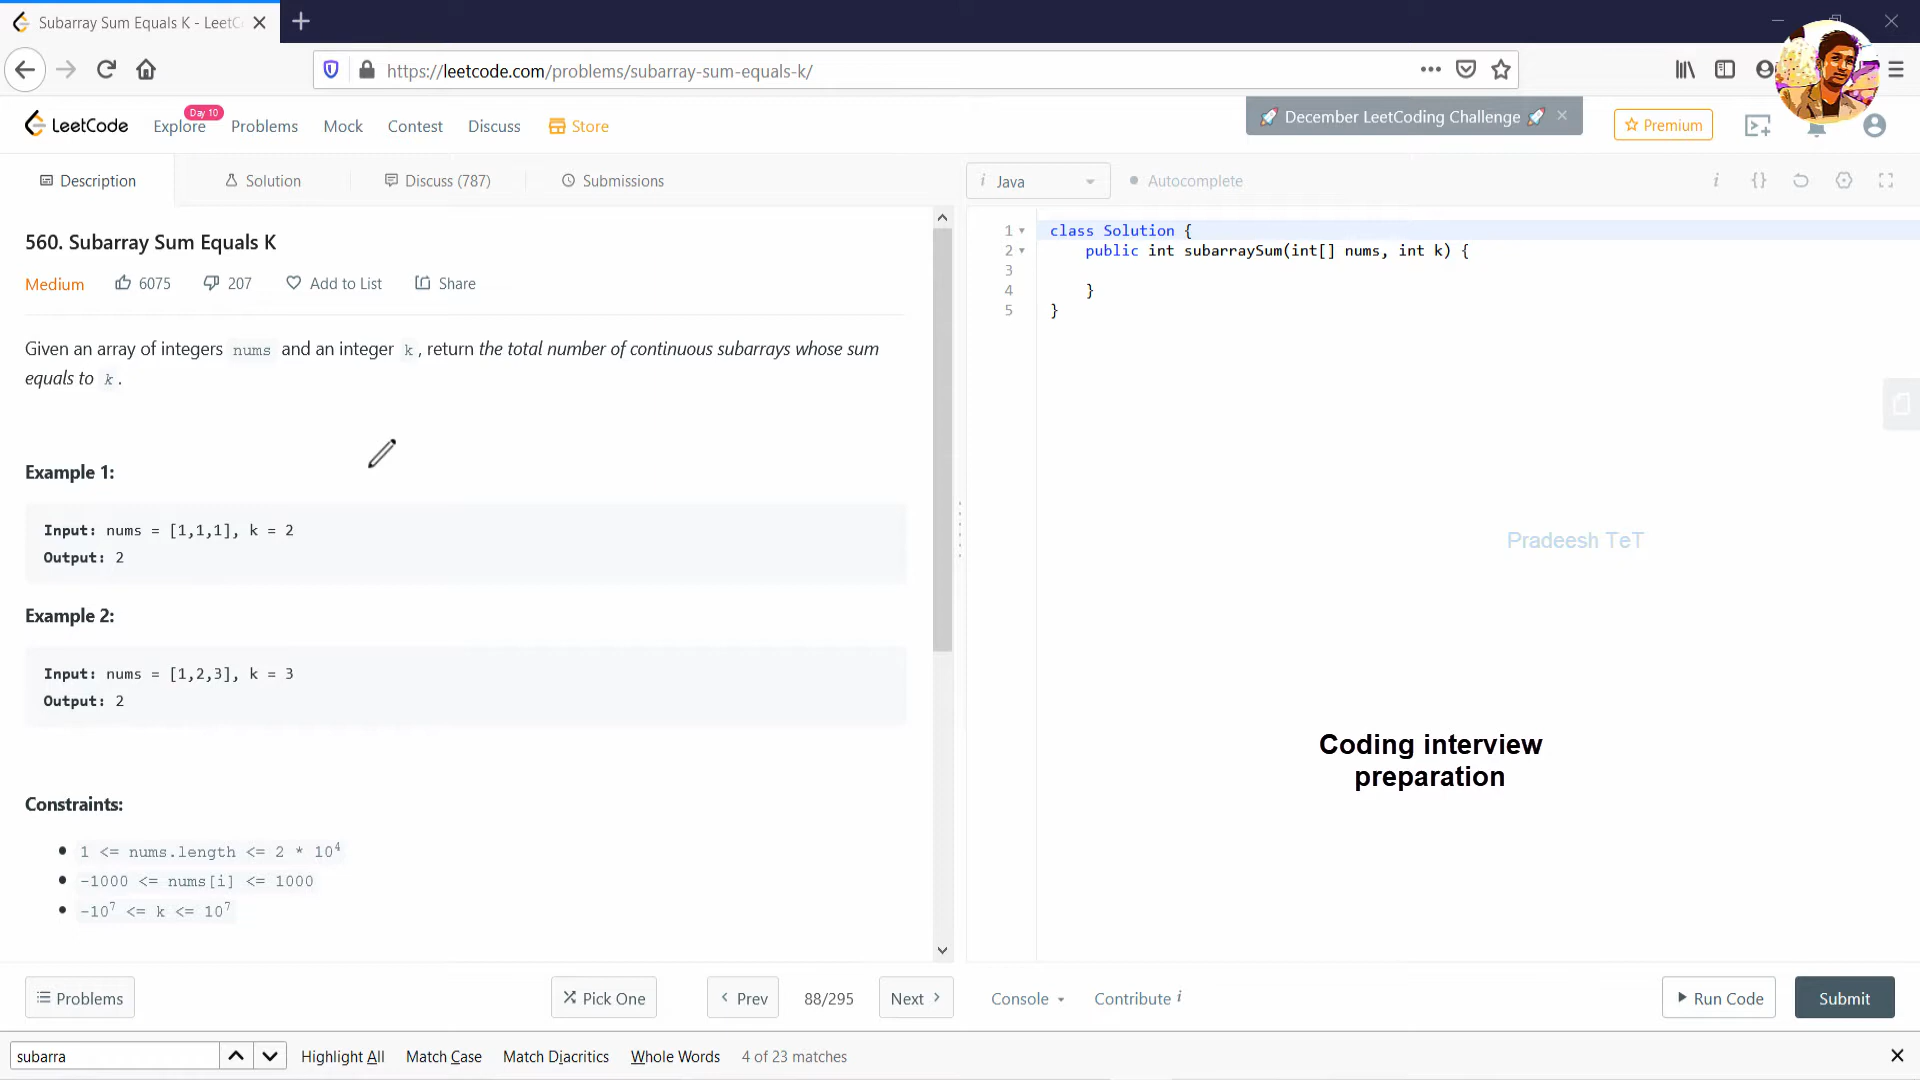 Subarray Sum Equals K - LeetC
https://leetcode.com/problems/subarray-sum-equals-k/
LeetCode
Explore
Day 10
Problems
Mock
Contest
Discuss
Store
🚀 December LeetCoding Challenge 🚀
Premium
Description
Solution
Discuss (787)
Submissions
i Java
Autocomplete
560. Subarray Sum Equals K
Medium
6075
207
Add to List
Share
Given an array of integers nums and an integer k, return the total number of continuous subarrays whose sum
equals to k.
Example 1:
Input: nums = [1,1,1], k = 2
Output: 2
Example 2:
Input: nums = [1,2,3], k = 3
Output: 2
Constraints:
1 <= nums.length <= 2 * 10⁴
-1000 <= nums[i] <= 1000
-10⁷ <= k <= 10⁷
1 class Solution {
2 public int subarraySum(int[] nums, int k) {
3
4 }
5 }
Pradeesh TeT
Coding interview
preparation
Problems
Pick One
Prev
88/295
Next
Console
Contribute i
Run Code
Submit
subarra
Highlight All
Match Case
Match Diacritics
Whole Words
4 of 23 matches